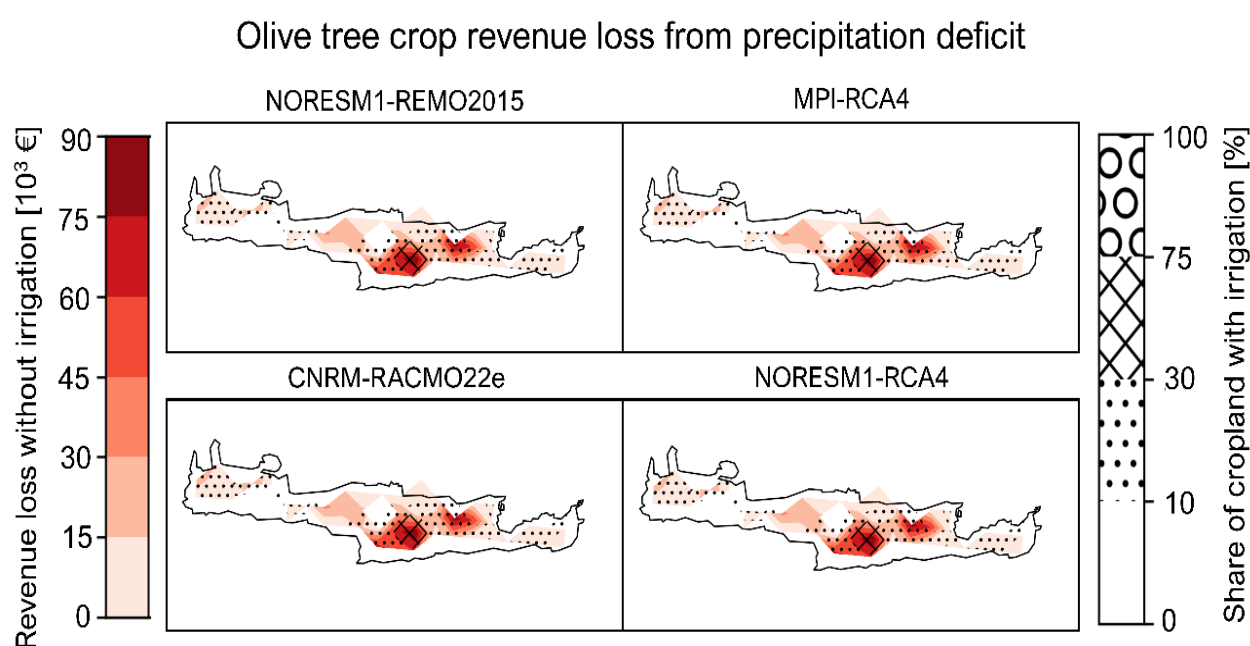 Olive tree crop revenue loss from precipitation deficit
NORESM1-REMO2015
MPI-RCA4
CNRM-RACMO22e
NORESM1-RCA4
Revenue loss without irrigation [10³ €]
90
75
60
45
30
15
0
Share of cropland with irrigation [%]
100
75
30
10
0